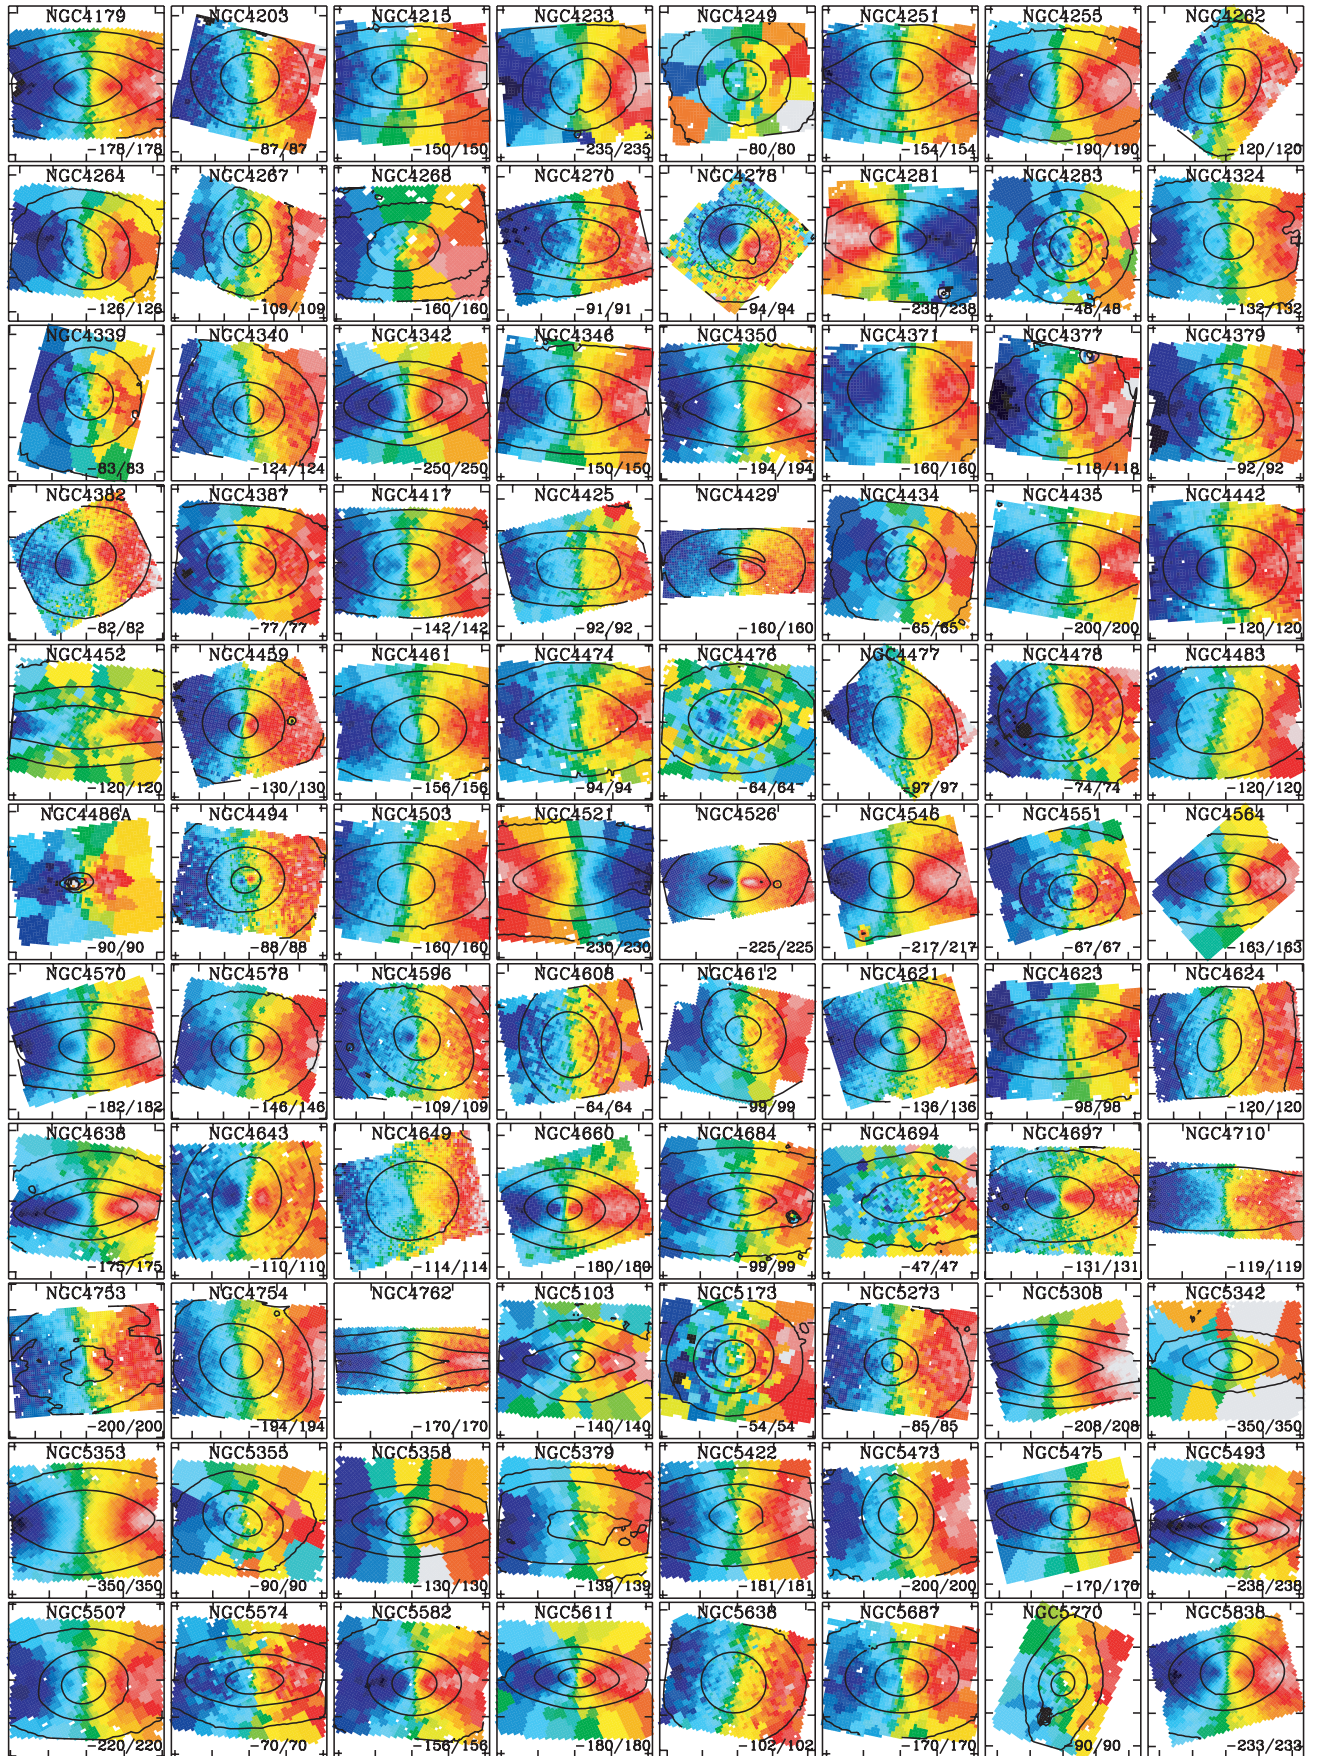 NGC4179 NGC4203 NGC4215 NGC4233 NGC4249 NGC4251 NGC4255 NGC4262
-178/178 -87/87 -150/150 -235/235 -80/80 -154/154 -190/190 -120/120
NGC4264 NGC4267 NGC4268 NGC4270 NGC4278 NGC4281 NGC4283 NGC4324
-126/126 -109/109 -160/160 -91/91 -94/94 -238/238 -48/48 -132/132
NGC4339 NGC4340 NGC4342 NGC4346 NGC4350 NGC4371 NGC4377 NGC4379
-83/83 -124/124 -250/250 -150/150 -194/194 -160/160 -118/118 -92/92
NGC4382 NGC4387 NGC4417 NGC4425 NGC4429 NGC4434 NGC4435 NGC4442
-82/82 -77/77 -142/142 -92/92 -160/160 -65/65 -200/200 -120/120
NGC4452 NGC4459 NGC4461 NGC4474 NGC4476 NGC4477 NGC4478 NGC4483
-120/120 -130/130 -156/156 -94/94 -64/64 -97/97 -74/74 -120/120
NGC4486A NGC4494 NGC4503 NGC4521 NGC4526 NGC4546 NGC4551 NGC4564
-90/90 -88/88 -160/160 -230/230 -225/225 -217/217 -67/67 -163/163
NGC4570 NGC4578 NGC4596 NGC4608 NGC4612 NGC4621 NGC4623 NGC4624
-182/182 -146/146 -109/109 -64/64 -99/99 -136/136 -98/98 -120/120
NGC4638 NGC4643 NGC4649 NGC4660 NGC4684 NGC4694 NGC4697 NGC4710
-175/175 -110/110 -114/114 -180/180 -99/99 -47/47 -131/131 -119/119
NGC4753 NGC4754 NGC4762 NGC5103 NGC5173 NGC5273 NGC5308 NGC5342
-200/200 -194/194 -170/170 -140/140 -54/54 -85/85 -208/208 -350/350
NGC5353 NGC5355 NGC5358 NGC5379 NGC5422 NGC5473 NGC5475 NGC5493
-350/350 -90/90 -130/130 -139/139 -181/181 -200/200 -170/170 -238/238
NGC5507 NGC5574 NGC5582 NGC5611 NGC5638 NGC5687 NGC5770 NGC5838
-220/220 -70/70 -156/156 -180/180 -102/102 -170/170 -90/90 -233/233